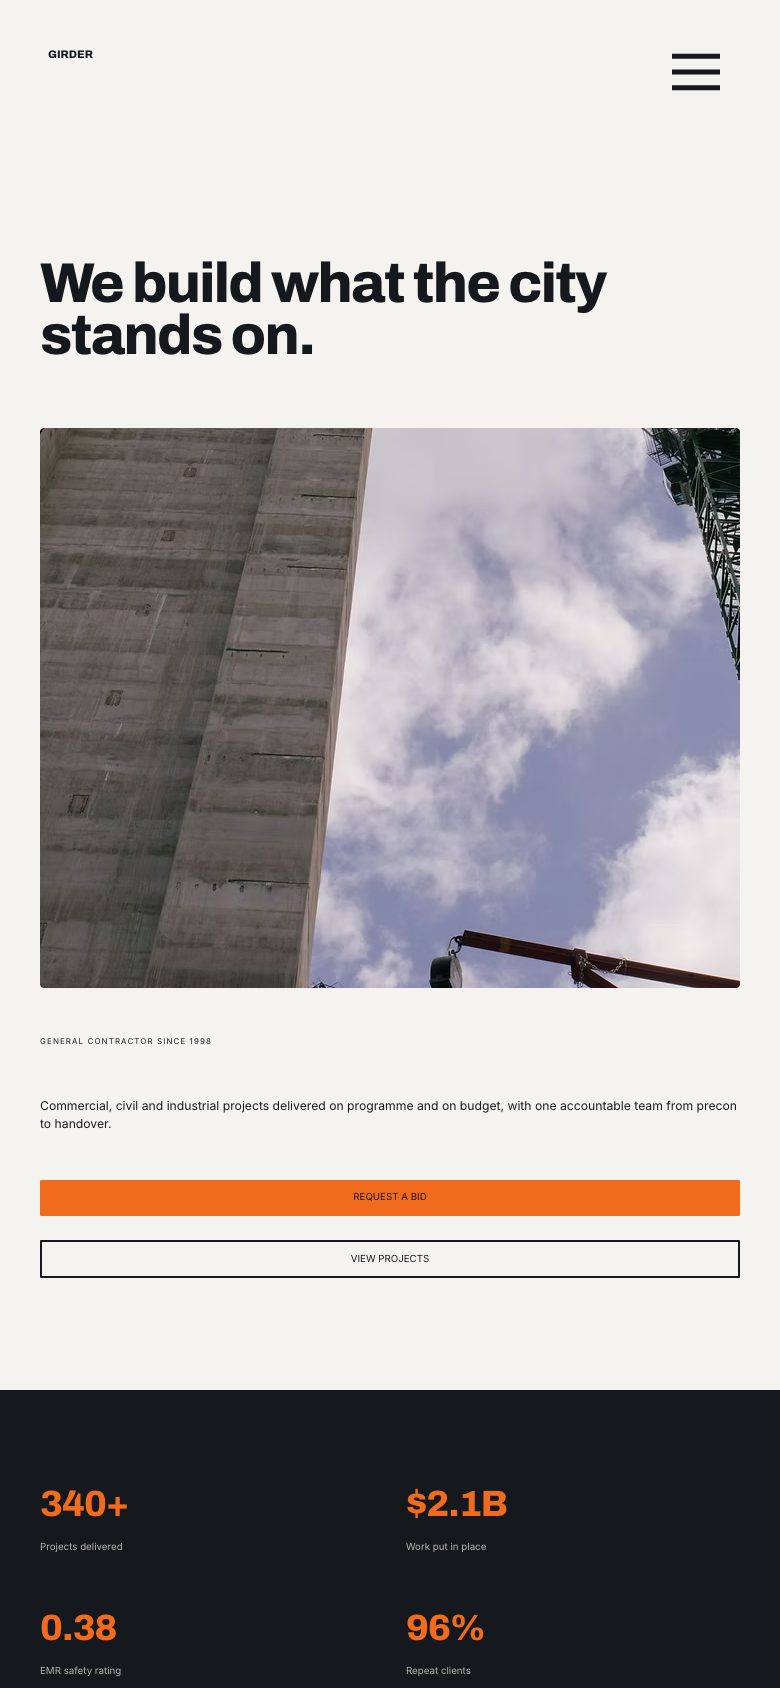 GIRDER
We build what the city
stands on.
GENERAL CONTRACTOR SINCE 1998
Commercial, civil and industrial projects delivered on programme and on budget, with one accountable team from precon
to handover.
REQUEST A BID
VIEW PROJECTS
340+
$2.1B
Projects delivered
Work put in place
0.38
96%
EMR safety rating
Repeat clients